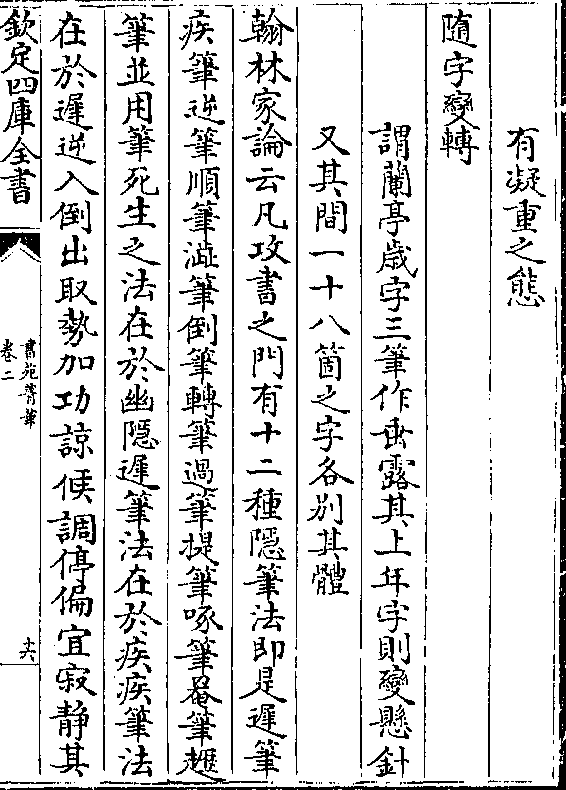 有凝重之態
隨字變轉
謂蘭亭歳字三筆作垂露其上年字則變懸針
又其間一十八箇之字各别其體
翰林家論云凡攻書之門有十二種隠筆法即是遲筆
疾筆逆筆順筆澁筆倒筆轉筆過筆提筆啄筆罨筆趯
筆並用筆死生之法在於幽隠遲筆法在於疾疾筆法
在於遲逆入倒出取勢加功諒候調停偏宜寂靜其
欽定四庫全書
書苑菁華
卷二
十六